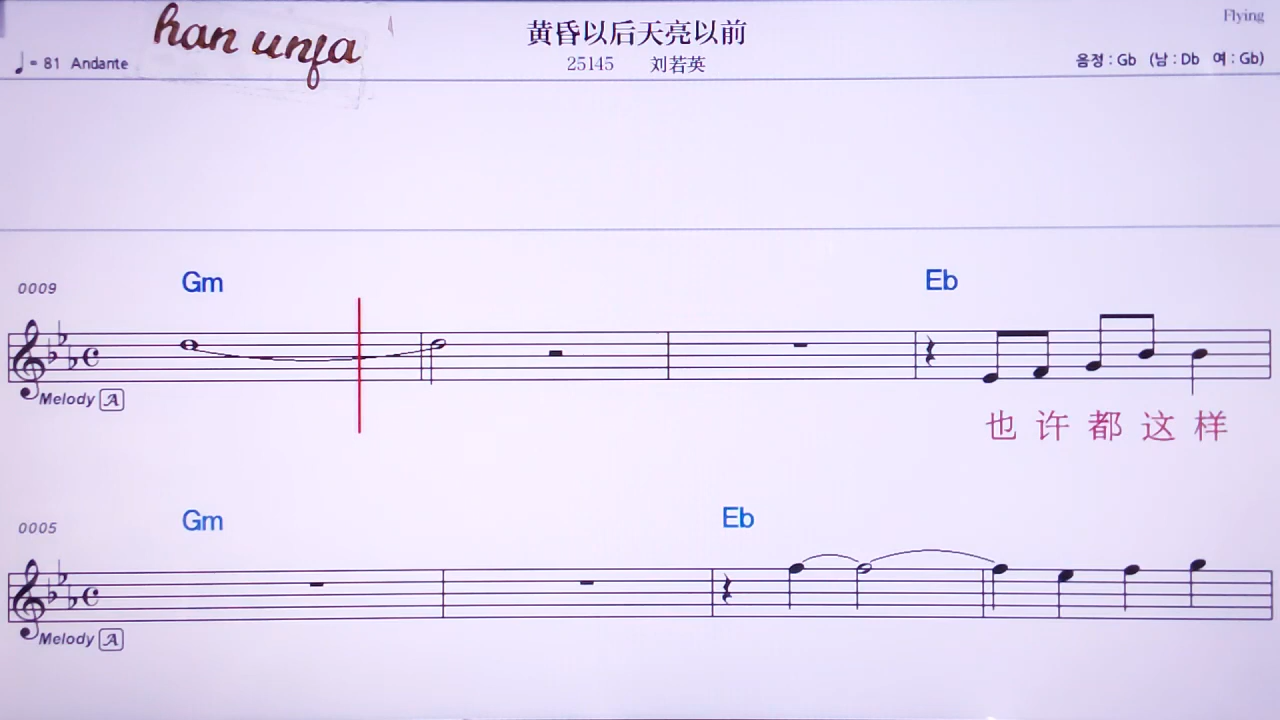 han unfa
黄昏以后天亮以前
Flying
♩= 81 Andante
25145 刘若英
음정 : Gb (남 : Db 여 : Gb)
0009 Gm Eb
Melody A
也 许 都 这 样
0005 Gm Eb
Melody A